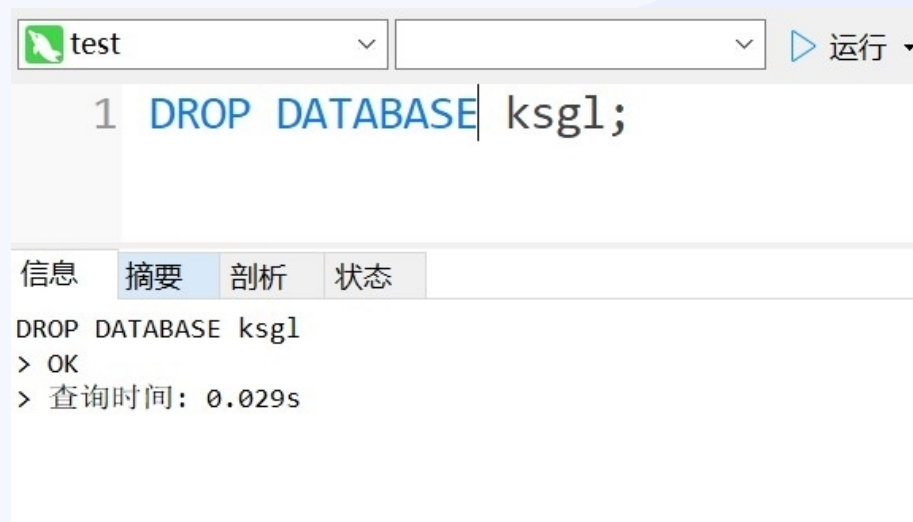 test
运行
1 DROP DATABASE ksgl;
信息 摘要 剖析 状态
DROP DATABASE ksgl
> OK
> 查询时间: 0.029s